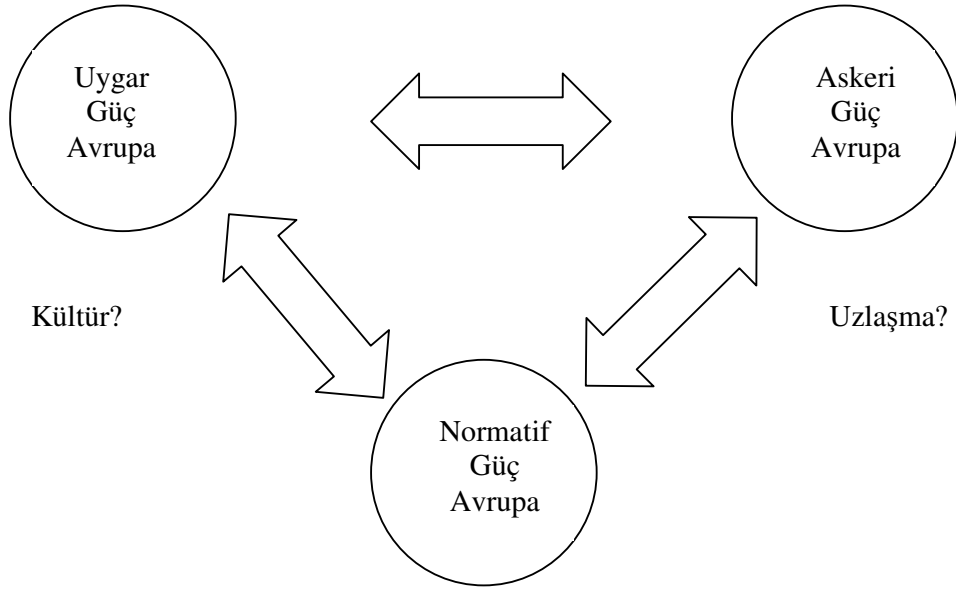 Uygar
Güç
Avrupa
Askeri
Güç
Avrupa
Kültür?
Uzlaşma?
Normatif
Güç
Avrupa